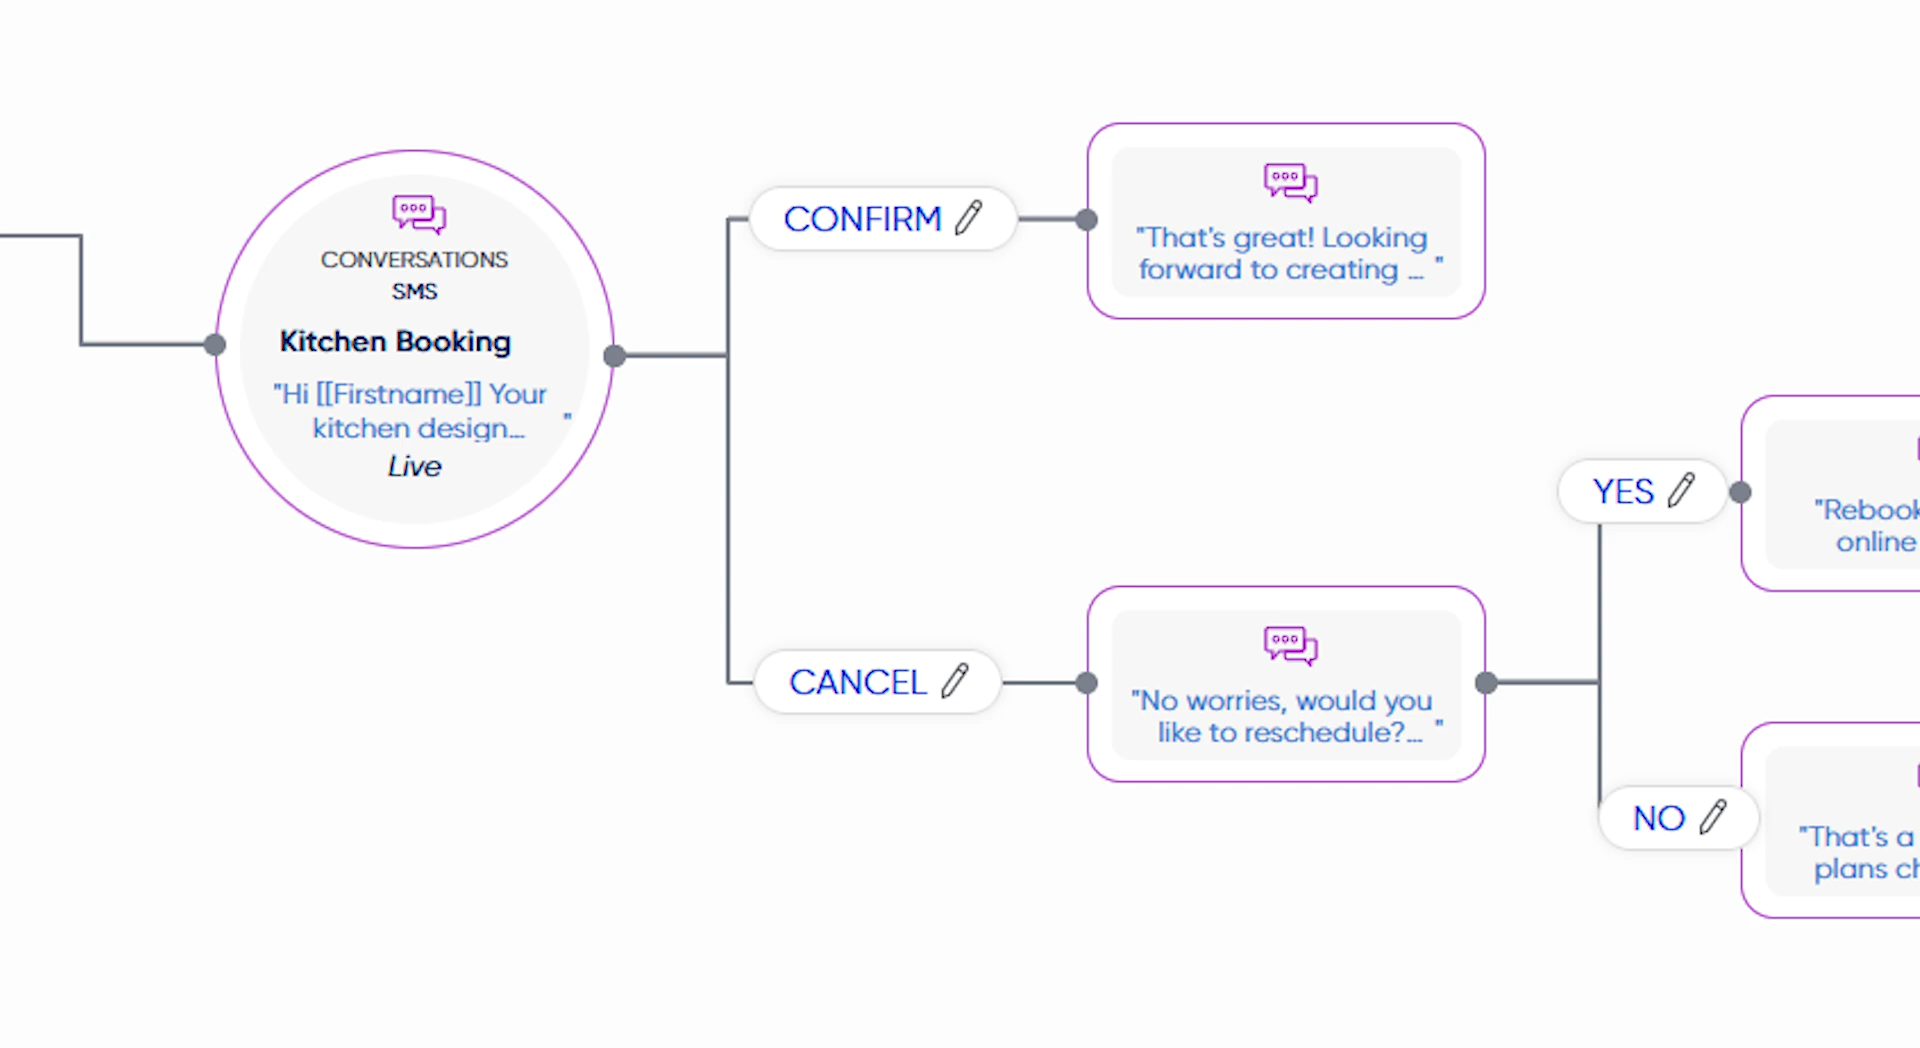 CONVERSATIONS
SMS
Kitchen Booking
"Hi [[Firstname]] Your
kitchen design... "
Live
CONFIRM
"That's great! Looking
forward to creating ... "
CANCEL
"No worries, would you
like to reschedule?... "
YES
"Rebook
online
NO
"That's a
plans ch